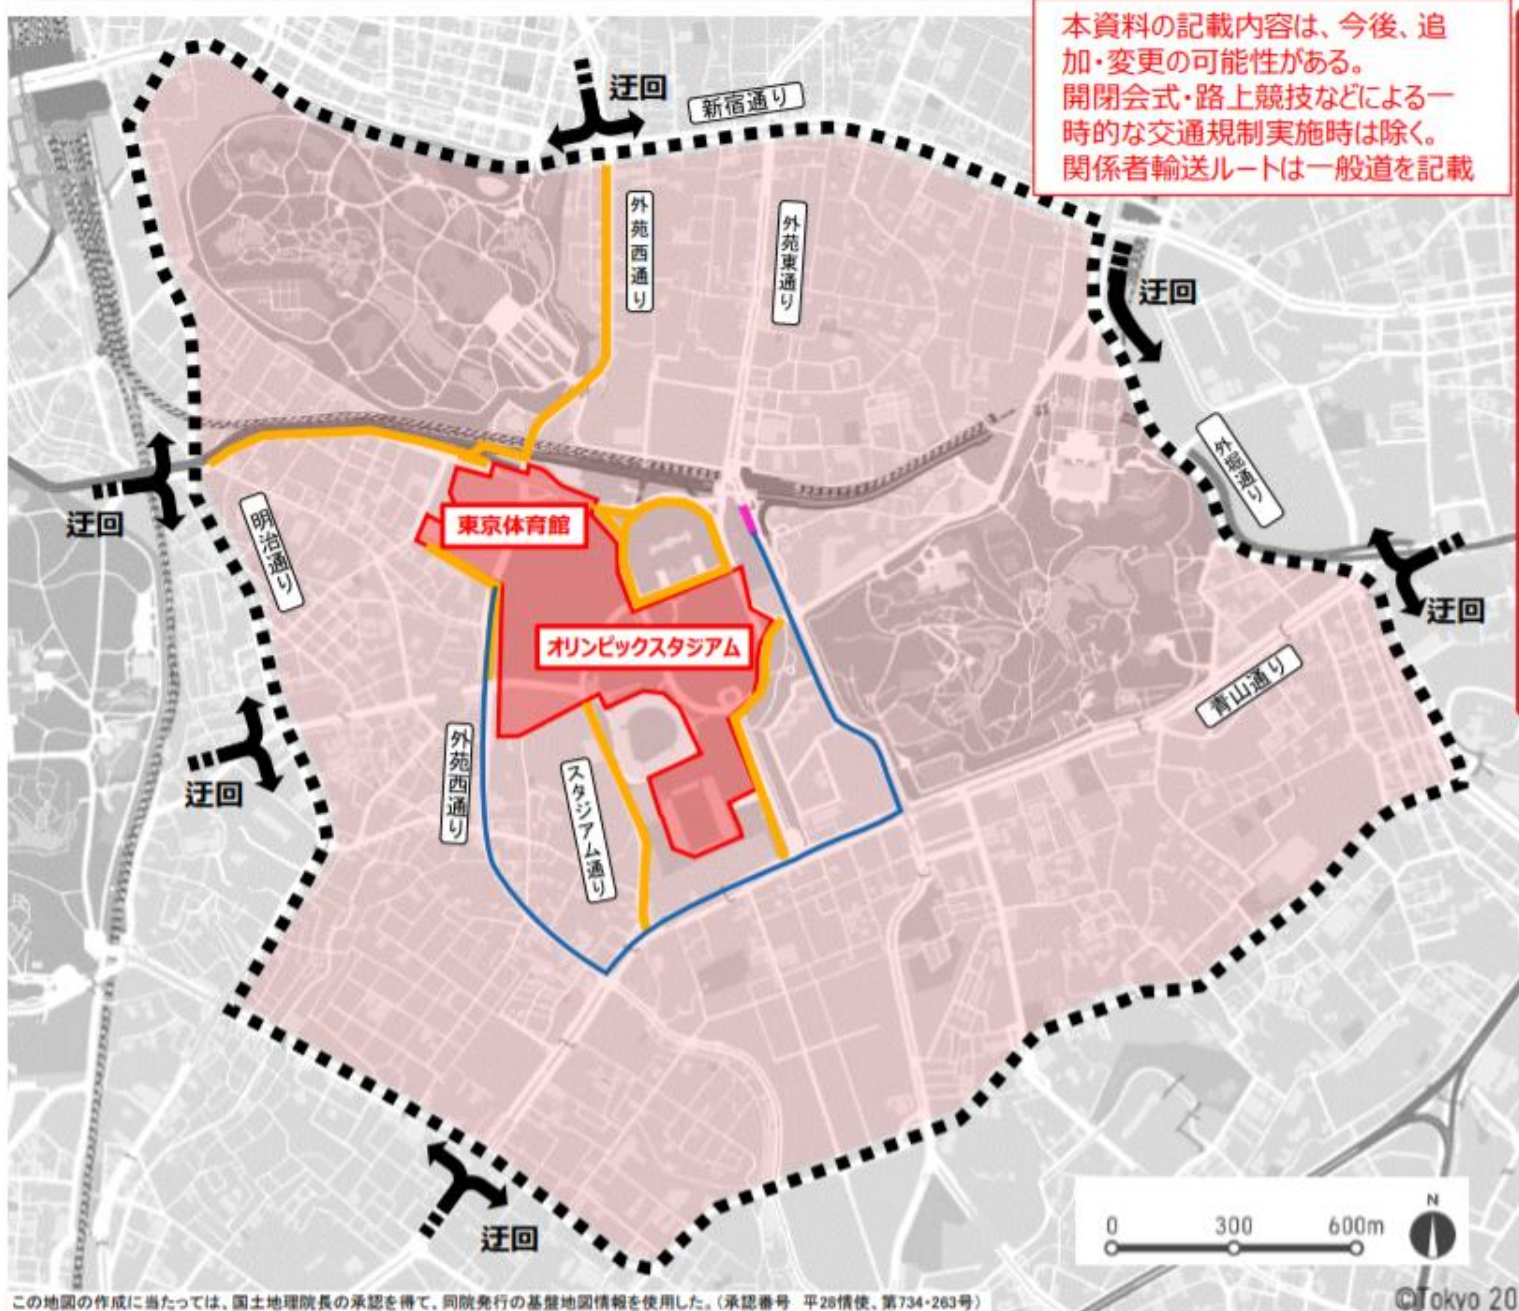 本資料の記載内容は、今後、追
加・変更の可能性がある。
開閉会式・路上競技などによる一
時的な交通規制実施時は除く。
関係者輸送ルートは一般道を記載
迂回
新宿通り
外苑西通り
外苑東通り
迂回
外堀通り
迂回
明治通り
東京体育館
迂回
オリンピックスタジアム
青山通り
迂回
外苑西通り
スタジアム通り
迂回
N
0 300 600m
この地図の作成に当たっては、国土地理院長の承認を得て、同院発行の基盤地図情報を使用した。（承認番号 平28情使、第734-263号）
©Tokyo 20